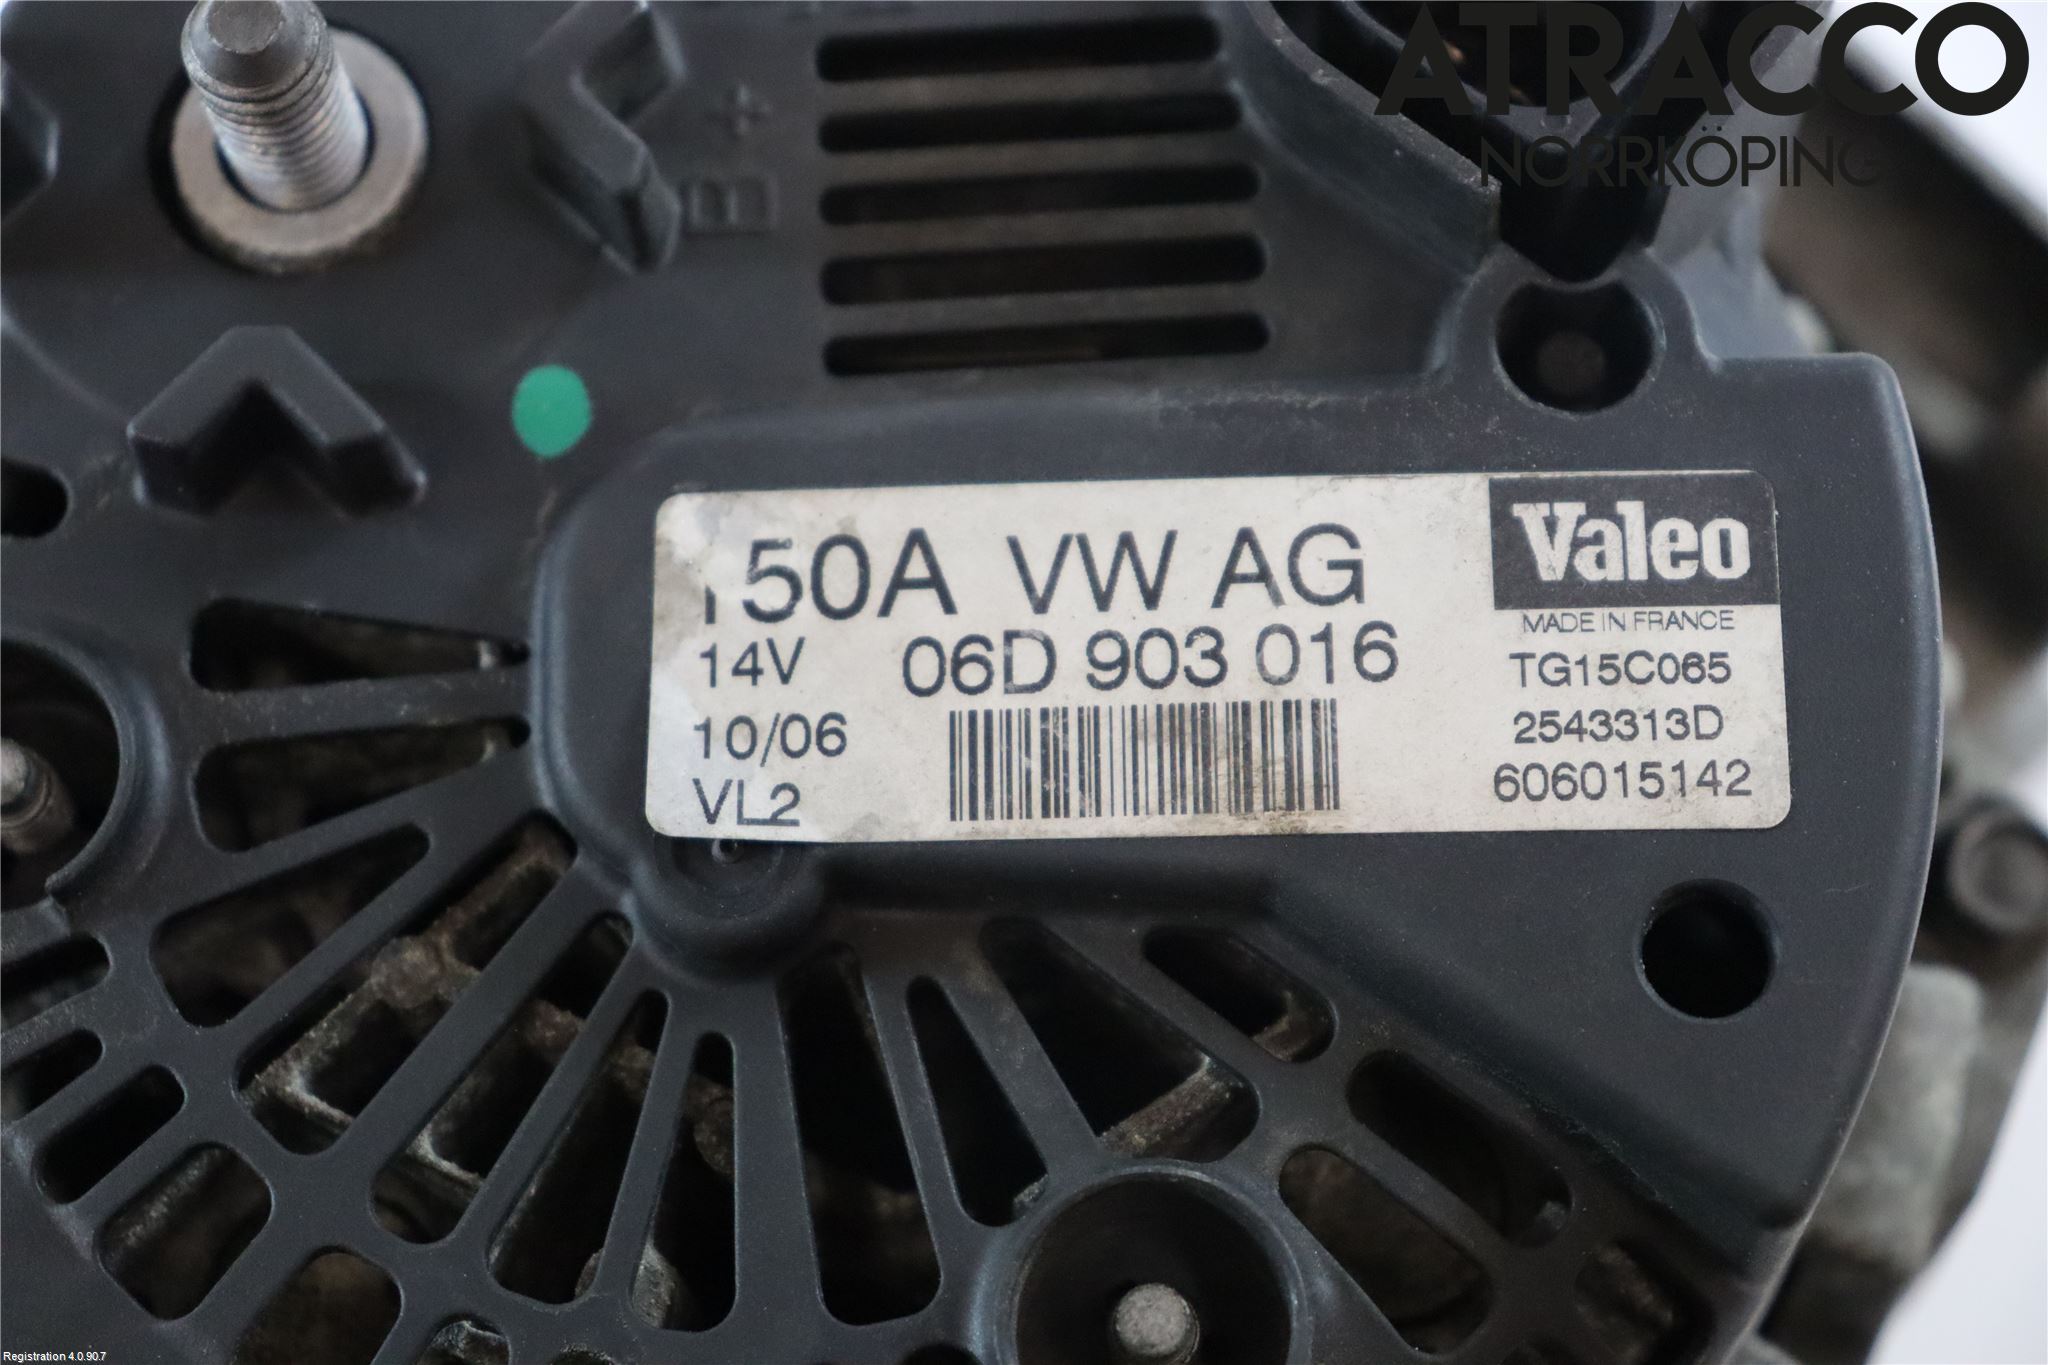 ATRACCO
NORRKÖPING
B +
150A VW AG
14V 06D 903 016
10/06
VL2
Valeo
MADE IN FRANCE
TG15C065
2543313D
606015142
Registration 4.0.90.7